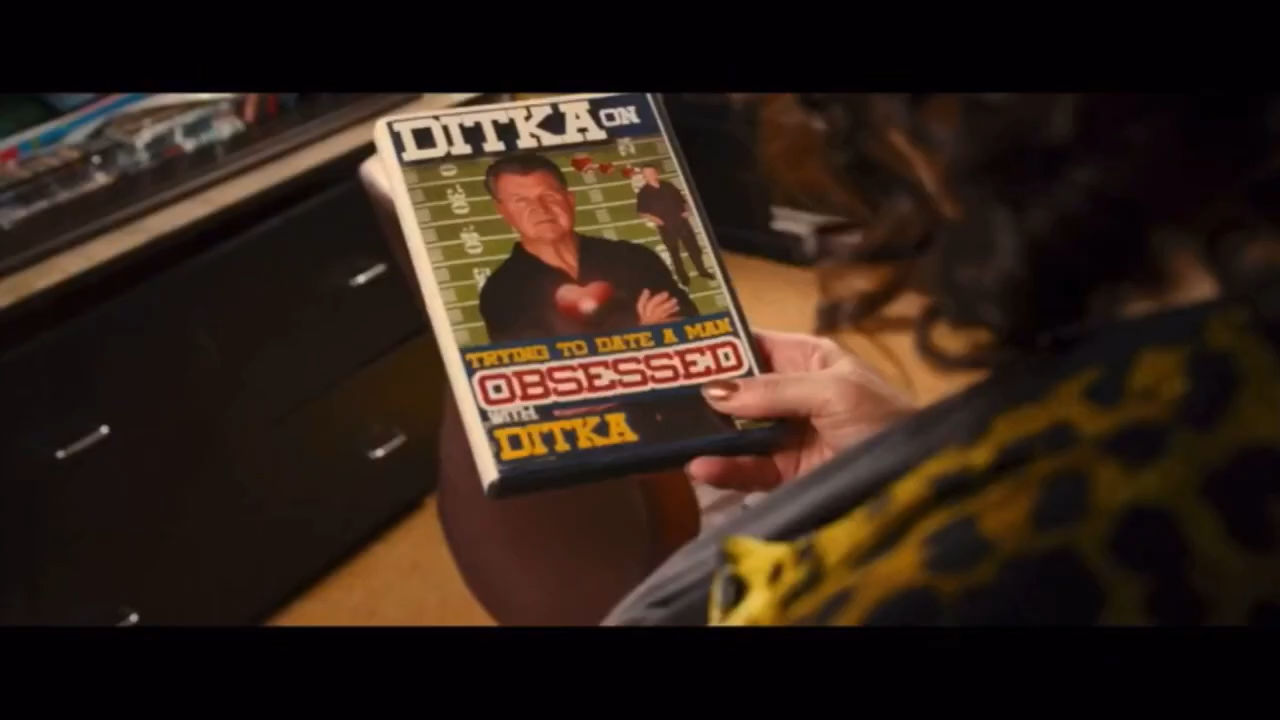 DITKA ON
TRYING TO DATE A MAN
OBSESSED
WITH
DITKA